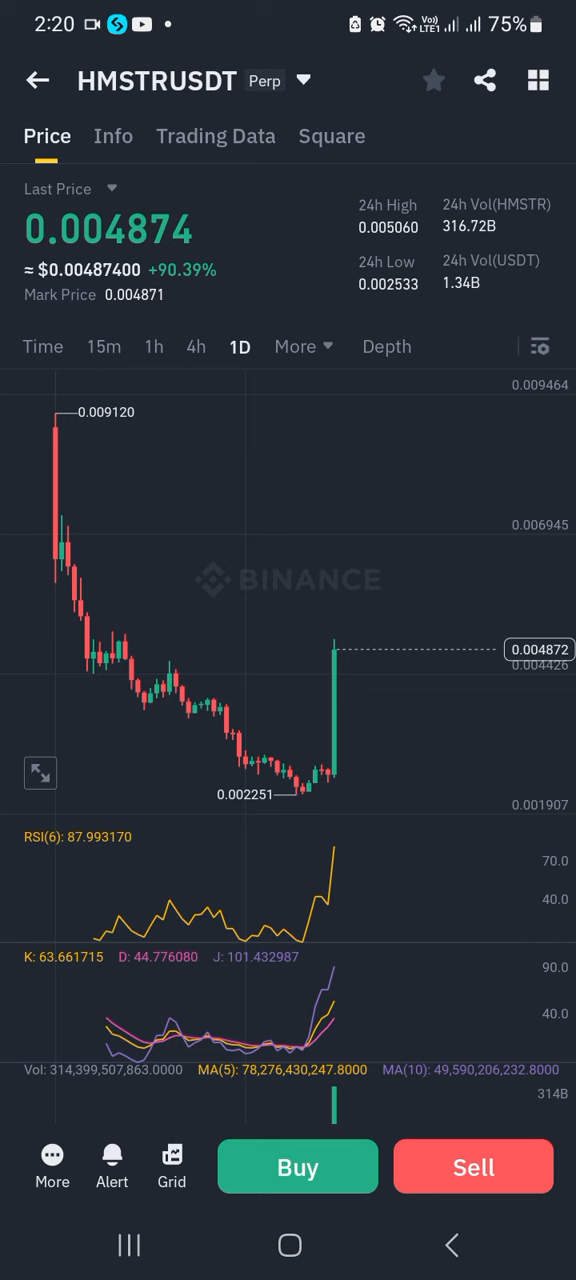 2:20 Vo) LTE1 75%
HMSTRUSDT Perp
Price Info Trading Data Square
Last Price
0.004874
≈ $0.00487400 +90.39%
Mark Price 0.004871
24h High
0.005060
24h Vol(HMSTR)
316.72B
24h Low
0.002533
24h Vol(USDT)
1.34B
Time 15m 1h 4h 1D More Depth
0.009464
0.009120
0.006945
BINANCE
0.004872
0.004426
0.002251
0.001907
RSI(6): 87.993170
70.0
40.0
K: 63.661715 D: 44.776080 J: 101.432987
90.0
40.0
Vol: 314,399,507,863.0000 MA(5): 78,276,430,247.8000 MA(10): 49,590,206,232.8000
314B
More Alert Grid Buy Sell